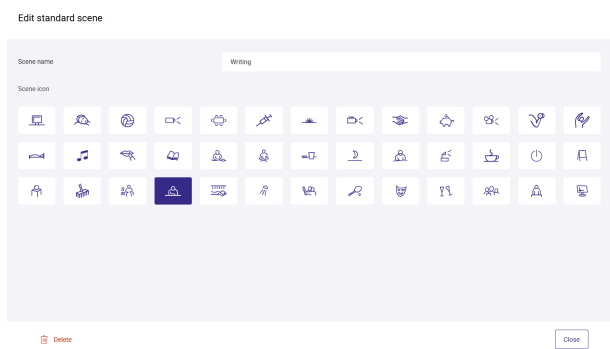 Edit standard scene
Scene name
Writing
Scene icon
Delete
Close